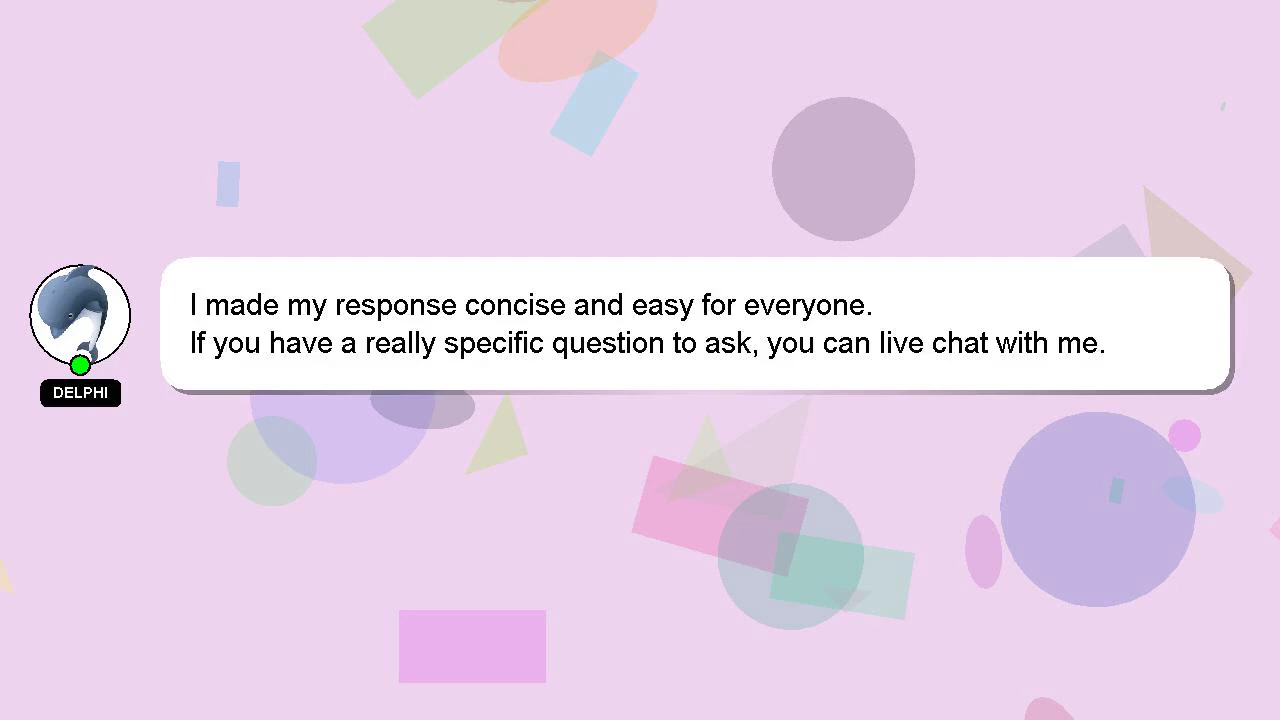 I made my response concise and easy for everyone.
If you have a really specific question to ask, you can live chat with me.
DELPHI